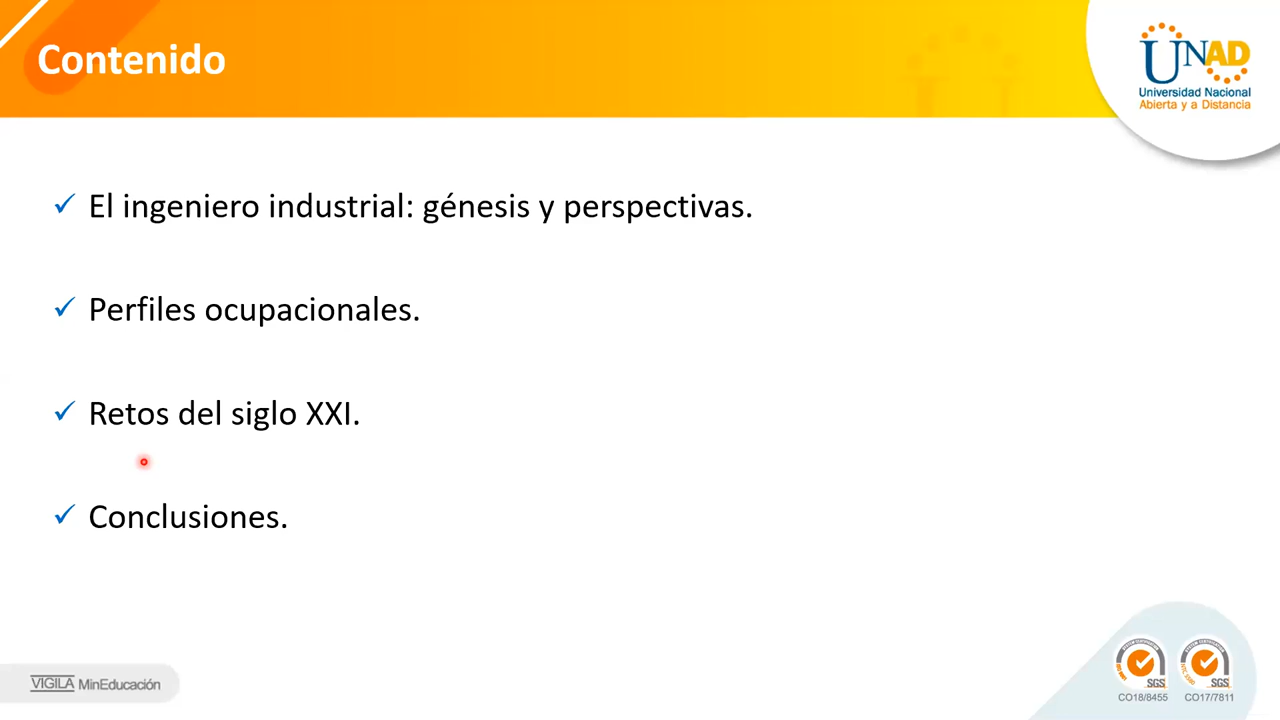 Contenido
UNAD
Universidad Nacional
Abierta y a Distancia
El ingeniero industrial: génesis y perspectivas.
Perfiles ocupacionales.
Retos del siglo XXI.
Conclusiones.
VIGILA MinEducación
SGS
SGS
CO18/8455
CO17/7811